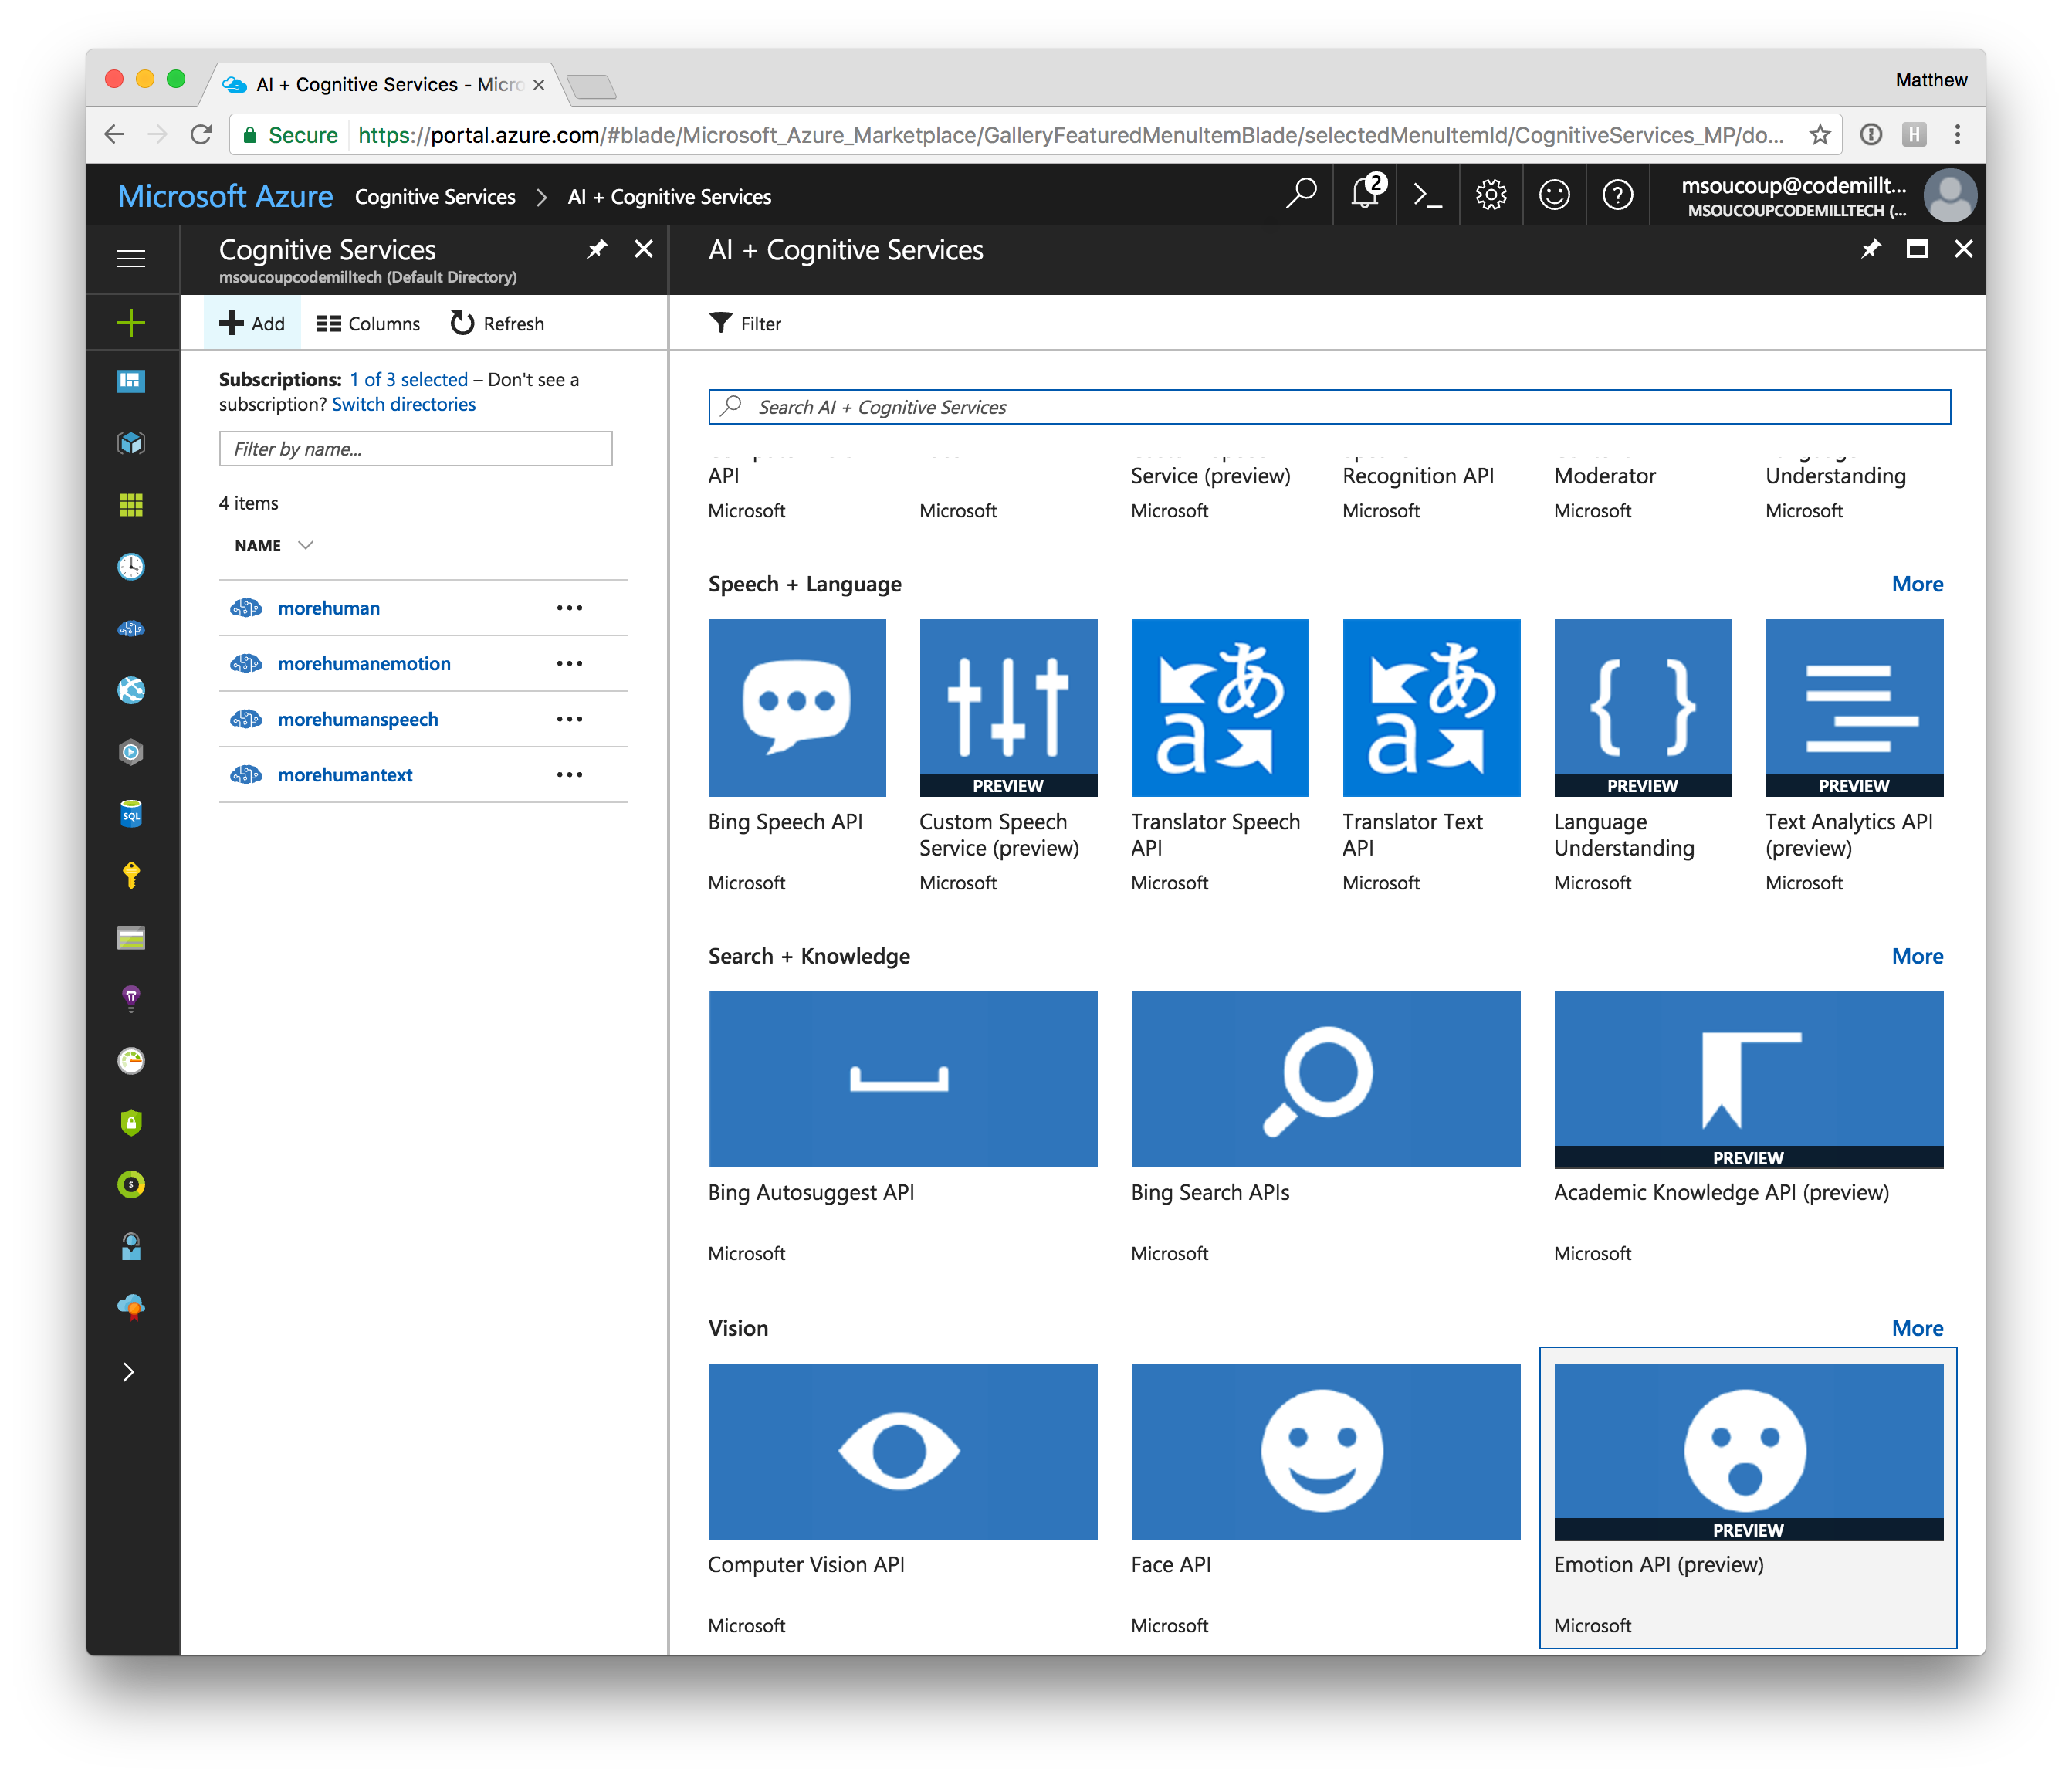 AI + Cognitive Services - Micro
Matthew
Secure
https://portal.azure.com/#blade/Microsoft_Azure_Marketplace/GalleryFeaturedMenuItemBlade/selectedMenuItemId/CognitiveServices_MP/do...
H
Microsoft Azure
Cognitive Services > AI + Cognitive Services
2
msoucoup@codemillt...
MSOUCOUPCODEMILLTECH (...
Cognitive Services
msoucoupcodemilltech (Default Directory)
Add
Columns
Refresh
Subscriptions: 1 of 3 selected – Don't see a
subscription? Switch directories
Filter by name...
4 items
NAME
morehuman
morehumanemotion
morehumanspeech
morehumantext
SQL
AI + Cognitive Services
Filter
Search AI + Cognitive Services
API
Service (preview)
Recognition API
Moderator
Understanding
Microsoft
Microsoft
Microsoft
Microsoft
Microsoft
Microsoft
Speech + Language
More
あ
a
あ
a
{ }
PREVIEW
PREVIEW
PREVIEW
Bing Speech API
Microsoft
Custom Speech
Service (preview)
Microsoft
Translator Speech
API
Microsoft
Translator Text
API
Microsoft
Language
Understanding
Microsoft
Text Analytics API
(preview)
Microsoft
Search + Knowledge
More
PREVIEW
Bing Autosuggest API
Microsoft
Bing Search APIs
Microsoft
Academic Knowledge API (preview)
Microsoft
Vision
More
PREVIEW
Computer Vision API
Microsoft
Face API
Microsoft
Emotion API (preview)
Microsoft